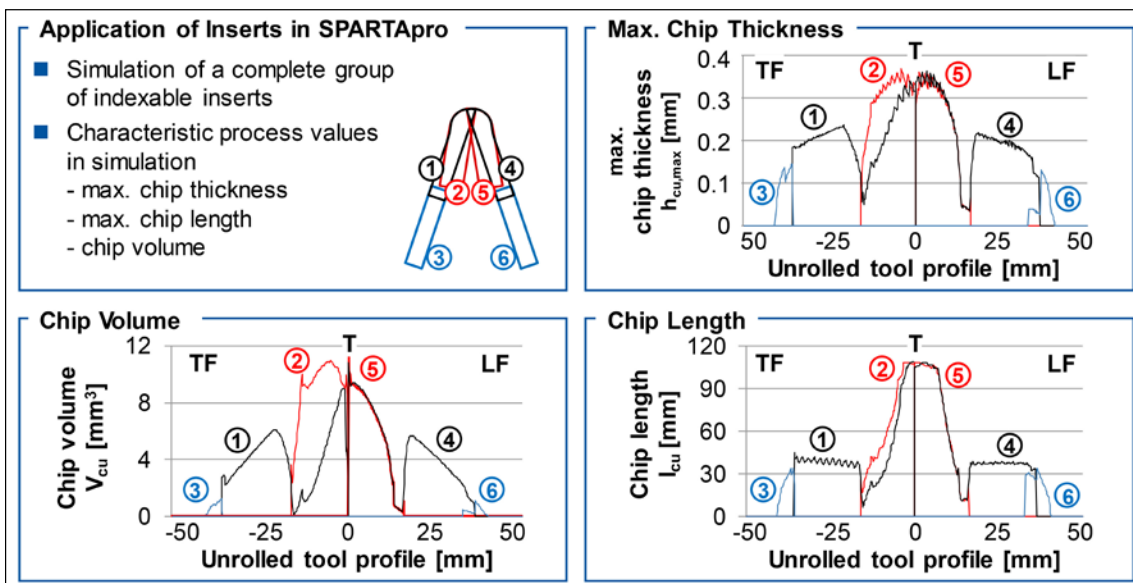 Application of Inserts in SPARTApro
■ Simulation of a complete group
of indexable inserts
■ Characteristic process values
in simulation
- max. chip thickness
- max. chip length
- chip volume
1
4
2
5
3
6
Max. Chip Thickness
T
TF
LF
2
5
1
4
3
6
0.4
0.3
0.2
0.1
0
max.
chip thickness
h_cu,max [mm]
-50 -25 0 25 50
Unrolled tool profile [mm]
Chip Volume
T
TF
LF
2
5
1
4
3
6
12
8
4
0
Chip volume
V_cu [mm³]
-50 -25 0 25 50
Unrolled tool profile [mm]
Chip Length
T
TF
LF
2
5
1
4
3
6
120
90
60
30
0
Chip length
l_cu [mm]
-50 -25 0 25 50
Unrolled tool profile [mm]